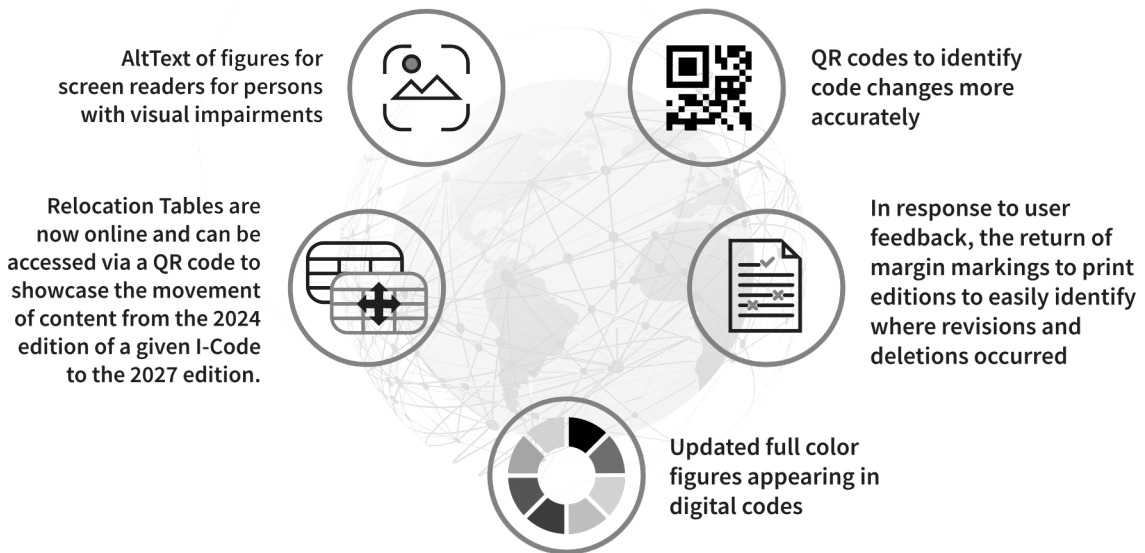 AltText of figures for
screen readers for persons
with visual impairments
QR codes to identify
code changes more
accurately
Relocation Tables are
now online and can be
accessed via a QR code to
showcase the movement
of content from the 2024
edition of a given I-Code
to the 2027 edition.
In response to user
feedback, the return of
margin markings to print
editions to easily identify
where revisions and
deletions occurred
Updated full color
figures appearing in
digital codes